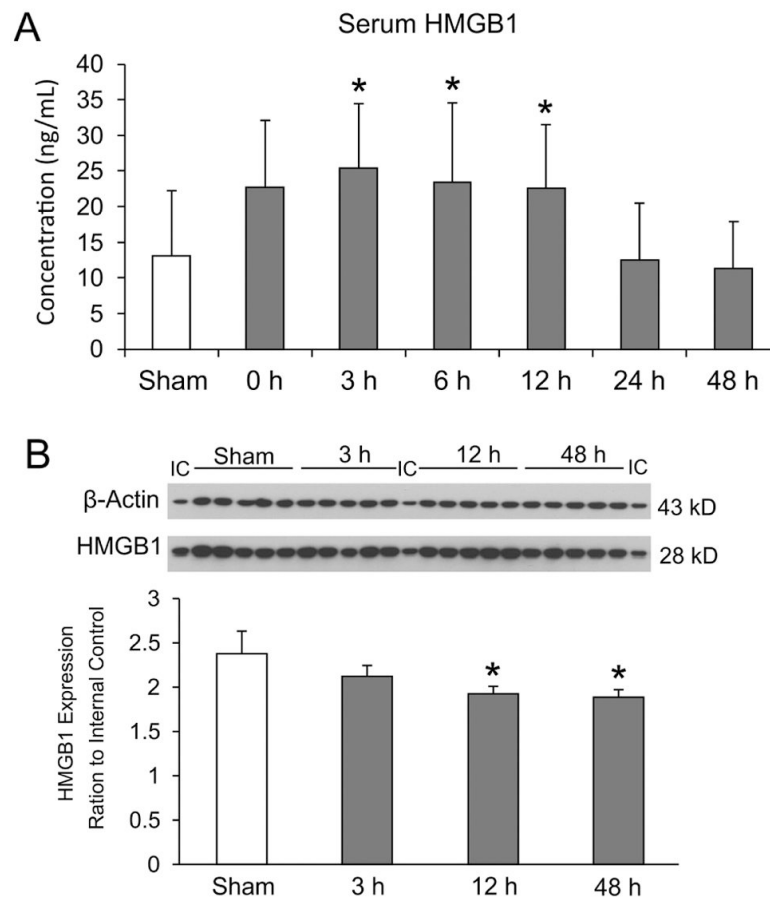 A
Serum HMGB1
Concentration (ng/mL)
40
35
30
25
20
15
10
5
0
* * *
Sham 0 h 3 h 6 h 12 h 24 h 48 h
B
IC Sham 3 h IC 12 h 48 h IC
β-Actin 43 kD
HMGB1 28 kD
HMGB1 Expression
Ration to Internal Control
3
2.5
2
1.5
1
0.5
0
* *
Sham 3 h 12 h 48 h